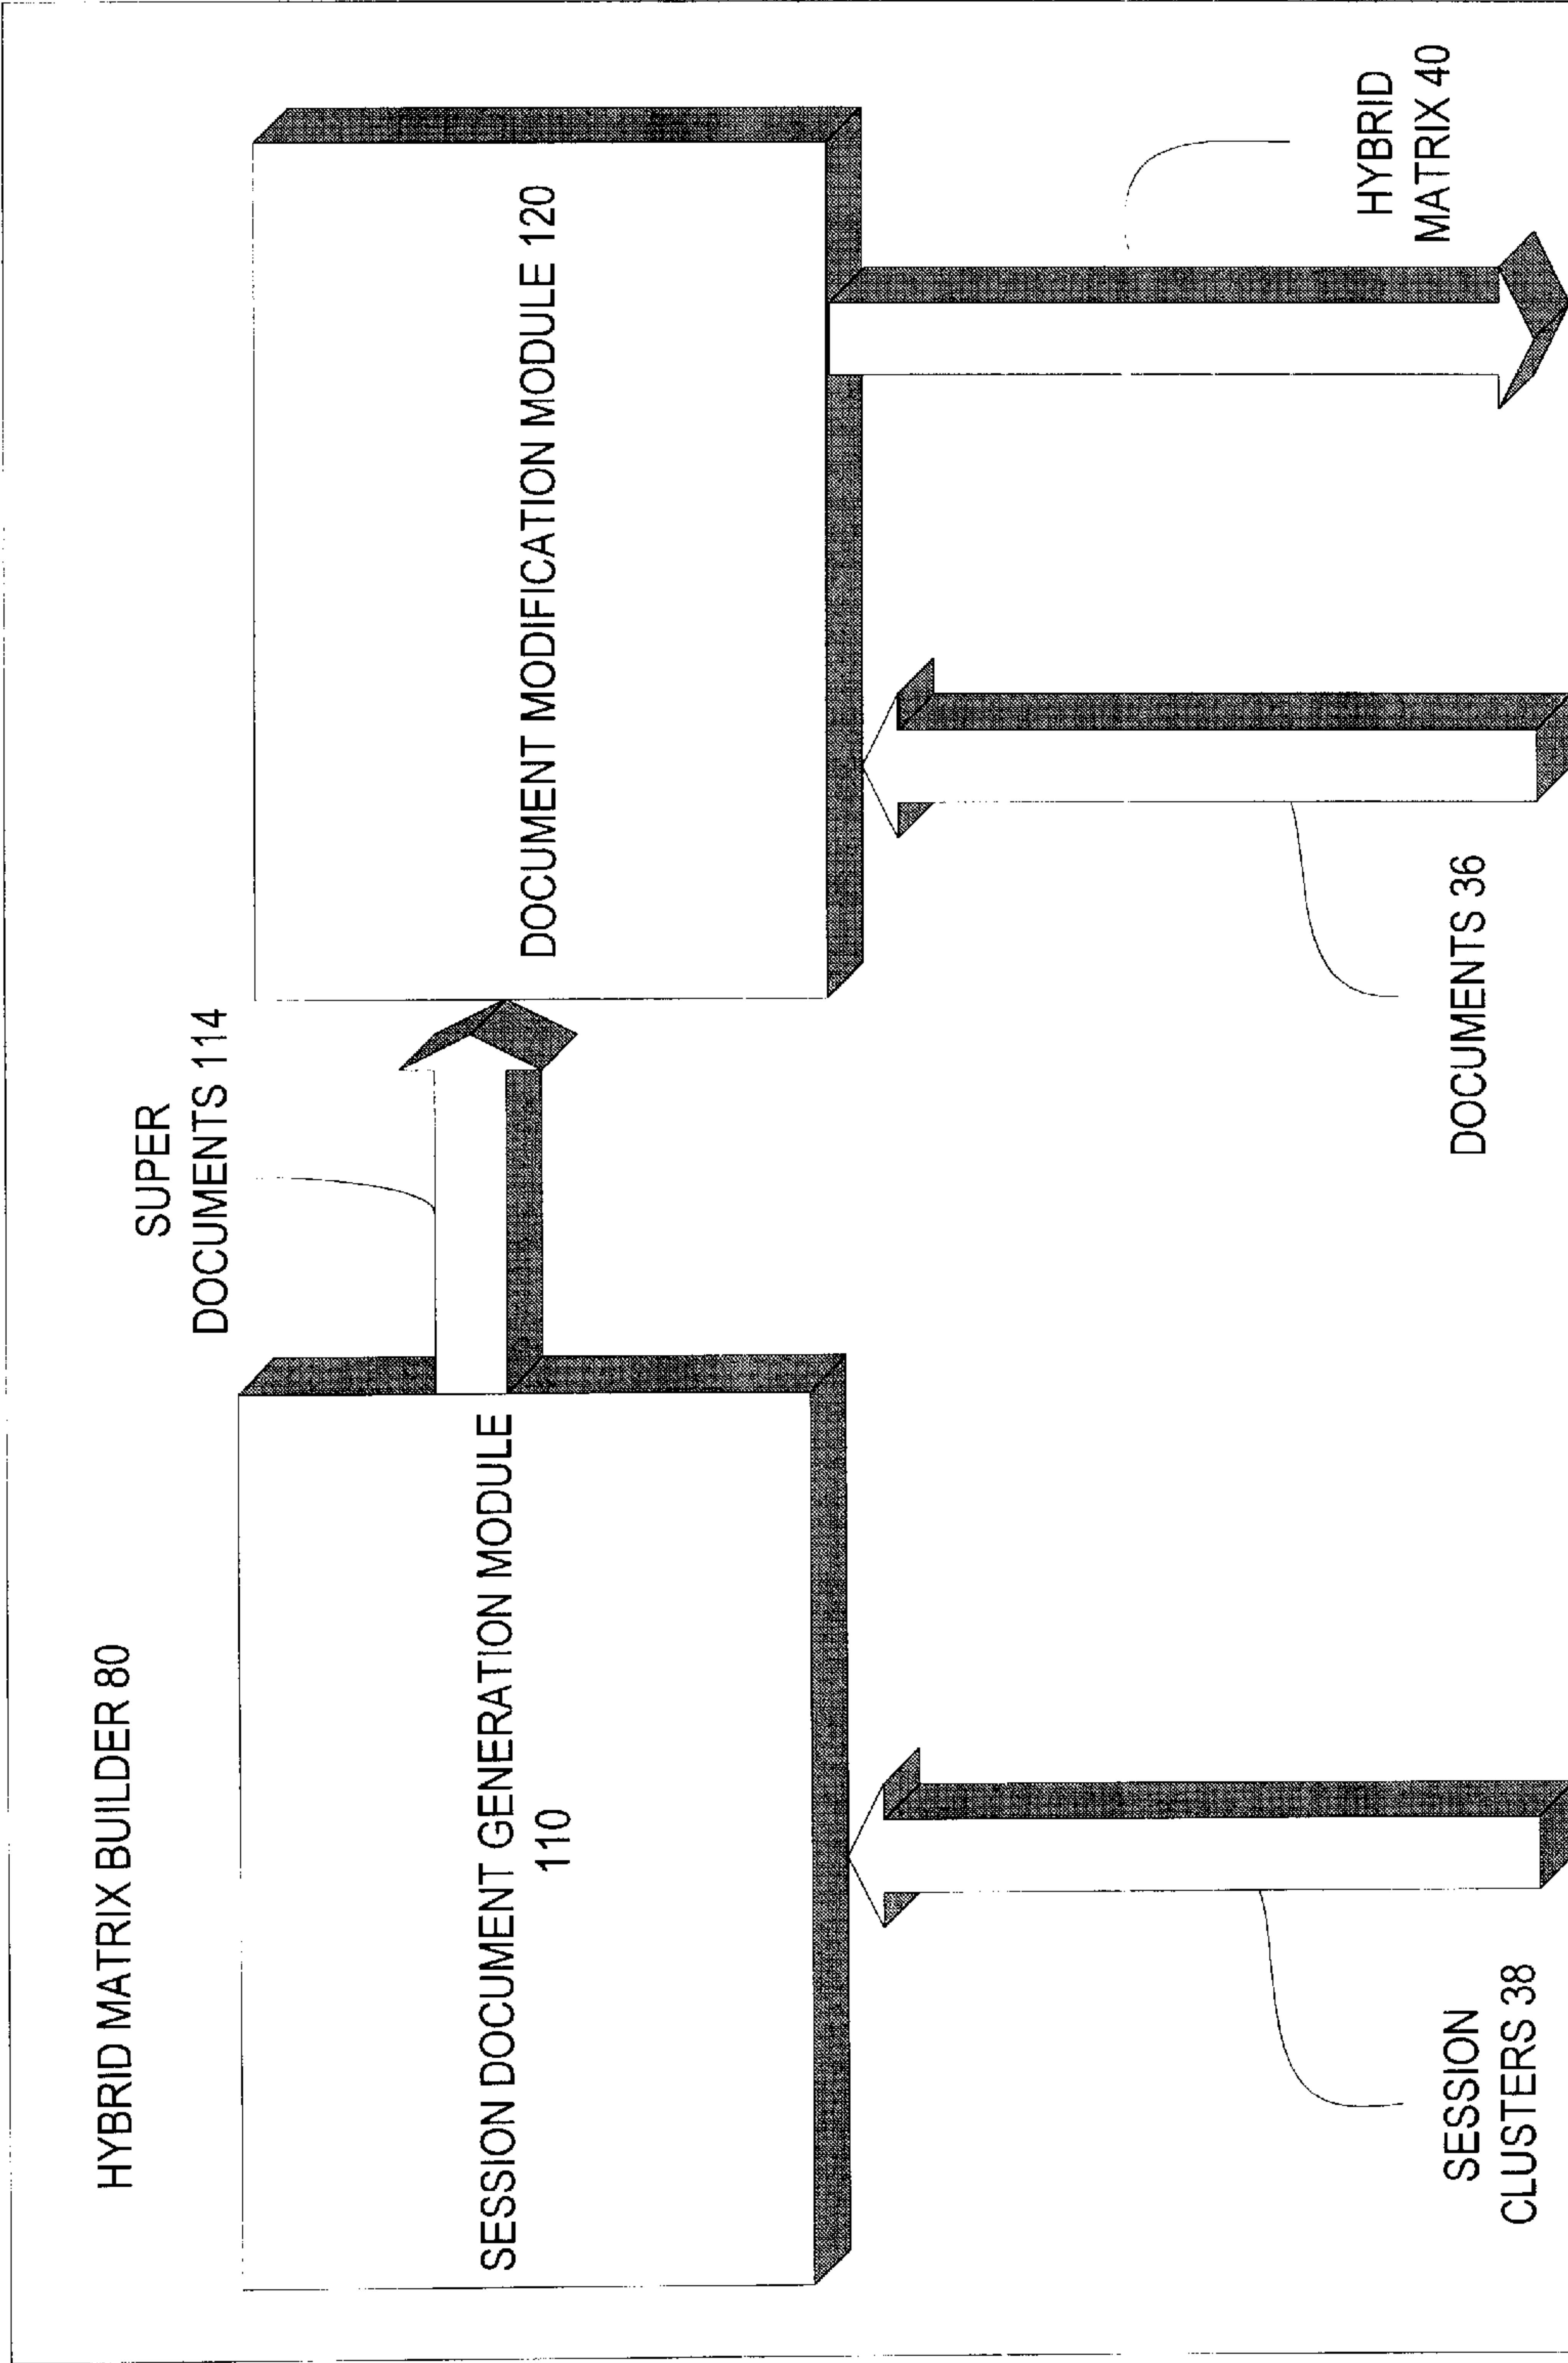 HYBRID MATRIX BUILDER 80
SUPER
DOCUMENTS 114
SESSION DOCUMENT GENERATION MODULE
110
DOCUMENT MODIFICATION MODULE 120
SESSION
CLUSTERS 38
DOCUMENTS 36
HYBRID
MATRIX 40